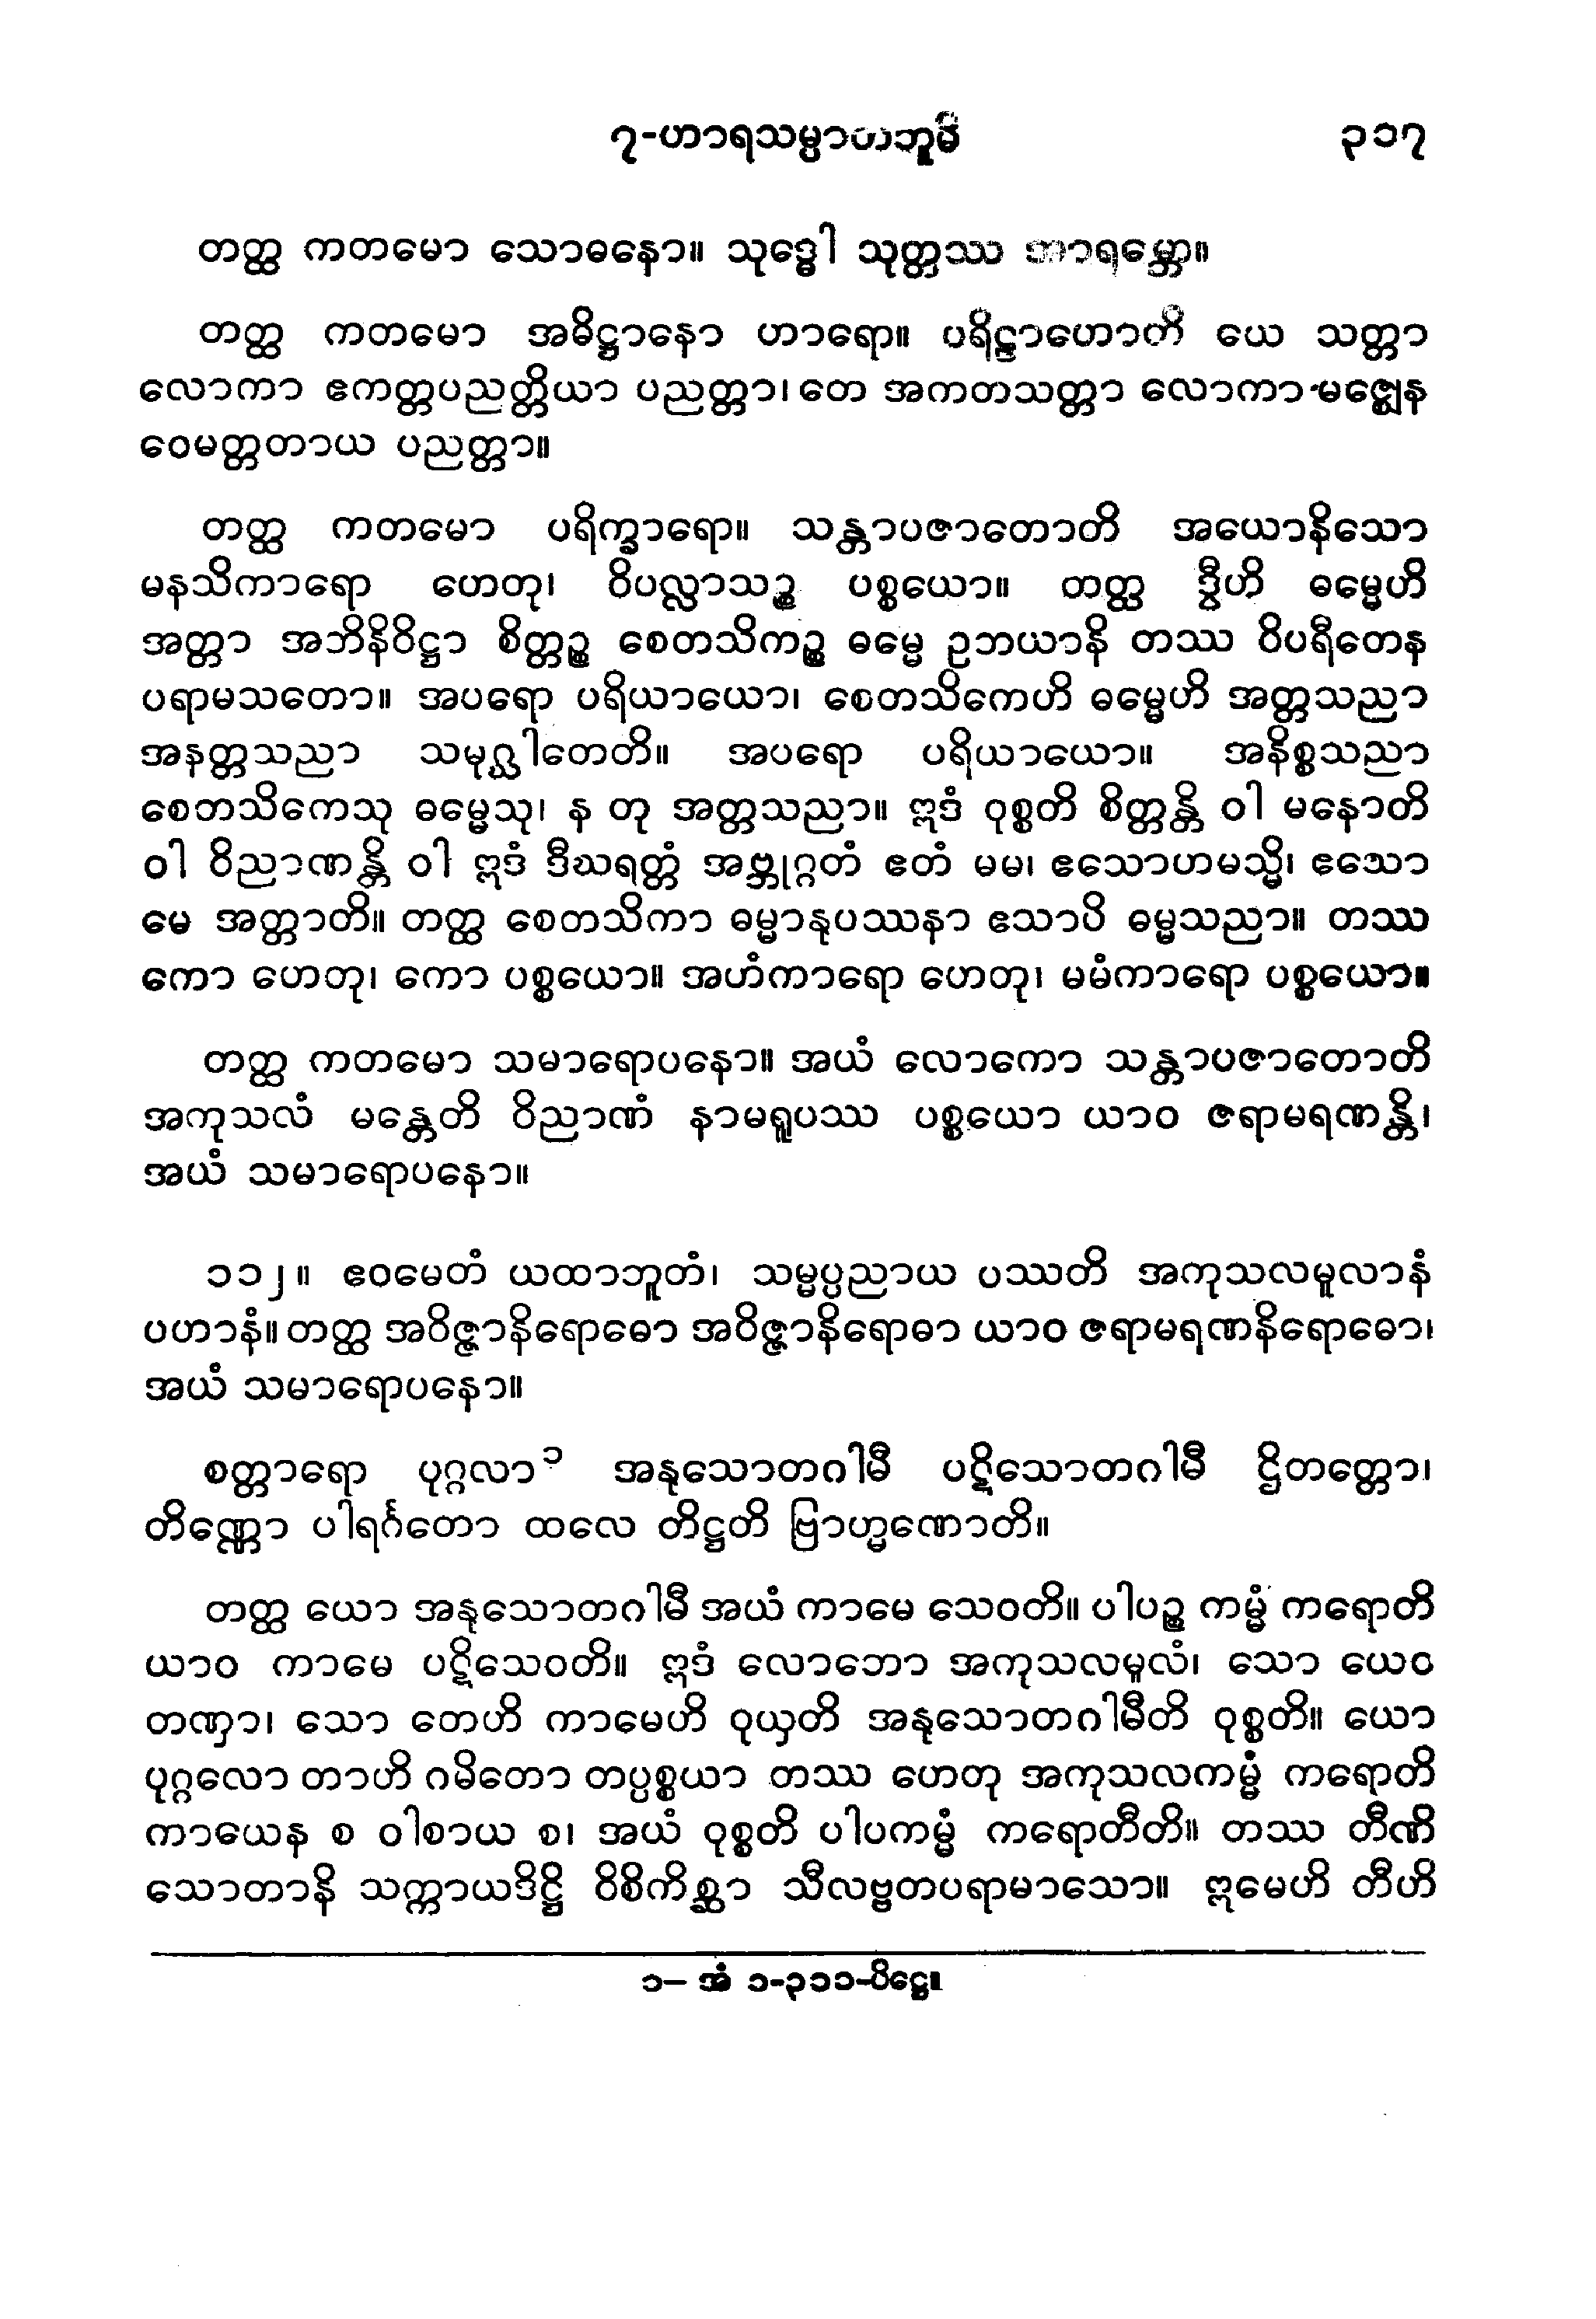 ၇-ဟာရသမ္ပာတဘူမိ ၃၁၇
တတ္ထ ကတမော သောဓနော။ သုဒ္ဓေါ သုတ္တဿ အာရမ္ဘော။
တတ္ထ ကတမော အဓိဋ္ဌာနော ဟာရော။ ပရိဠာဟောတိ ယေ သတ္တာ
လောကာ ဧကတ္တပညတ္တိယာ ပညတ္တာ၊ တေ အကတသတ္တာ လောကာ မဇ္ဈေန
ဝေမတ္တတာယ ပညတ္တာ။
တတ္ထ ကတမော ပရိက္ခာရော။ သန္တာပဇာတောတိ အယောနိသော
မနသိကာရော ဟေတု၊ ဝိပလ္လာသဉ္စ ပစ္စယော။ တတ္ထ ဒွီဟိ ဓမ္မေဟိ
အတ္တာ အဘိနိဝိဋ္ဌာ စိတ္တဉ္စ စေတသိကဉ္စ ဓမ္မေ ဥဘယာနိ တဿ ဝိပရီတေန
ပရာမသတော။ အပရော ပရိယာယော၊ စေတသိကေဟိ ဓမ္မေဟိ အတ္တသညာ
အနတ္တသညာ သမုဂ္ဃါတေတိ။ အပရော ပရိယာယော။ အနိစ္စသညာ
စေတသိကေသု ဓမ္မေသု၊ န တု အတ္တသညာ။ ဣဒံ ဝုစ္စတိ စိတ္တန္တိ ဝါ မနောတိ
ဝါ ဝိညာဏန္တိ ဝါ ဣဒံ ဒီဃရတ္တံ အဗ္ဘုဂ္ဂတံ ဧတံ မမ၊ ဧသောဟမသ္မိ၊ ဧသော
မေ အတ္တာတိ။ တတ္ထ စေတသိကာ ဓမ္မာနုပဿနာ ဧသာပိ ဓမ္မသညာ။ တဿ
ကော ဟေတု၊ ကော ပစ္စယော။ အဟံကာရော ဟေတု၊ မမံကာရော ပစ္စယော။
တတ္ထ ကတမော သမာရောပနော။ အယံ လောကော သန္တာပဇာတောတိ
အကုသလံ မန္တေတိ ဝိညာဏံ နာမရူပဿ ပစ္စယော ယာဝ ဇရာမရဏန္တိ၊
အယံ သမာရောပနော။
၁၁၂။ ဧဝမေတံ ယထာဘူတံ၊ သမ္မပ္ပညာယ ပဿတိ အကုသလမူလာနံ
ပဟာနံ။ တတ္ထ အဝိဇ္ဇာနိရောဓော အဝိဇ္ဇာနိရောဓာ ယာဝ ဇရာမရဏနိရောဓော၊
အယံ သမာရောပနော။
စတ္တာရော ပုဂ္ဂလာ၁ အနုသောတဂါမီ ပဋိသောတဂါမီ ဌိတတ္တော၊
တိဏ္ဏော ပါရင်္ဂတော ထလေ တိဋ္ဌတိ ဗြာဟ္မဏောတိ။
တတ္ထ ယော အနုသောတဂါမီ အယံ ကာမေ သေဝတိ။ ပါပဉ္စ ကမ္မံ ကရောတိ
ယာဝ ကာမေ ပဋိသေဝတိ။ ဣဒံ လောဘော အကုသလမူလံ၊ သော ယေဝ
တဏှာ၊ သော တေဟိ ကာမေဟိ ဝုယှတိ အနုသောတဂါမီတိ ဝုစ္စတိ။ ယော
ပုဂ္ဂလော တာဟိ ဂမိတော တပ္ပစ္စယာ တဿ ဟေတု အကုသလကမ္မံ ကရောတိ
ကာယေန စ ဝါစာယ စ၊ အယံ ဝုစ္စတိ ပါပကမ္မံ ကရောတီတိ။ တဿ တီဏိ
သောတာနိ သက္ကာယဒိဋ္ဌိ ဝိစိကိစ္ဆာ သီလဗ္ဗတပရာမာသော။ ဣမေဟိ တီဟိ
၁- အံ ၁-၃၁၁-ပိဋ္ဌေ။